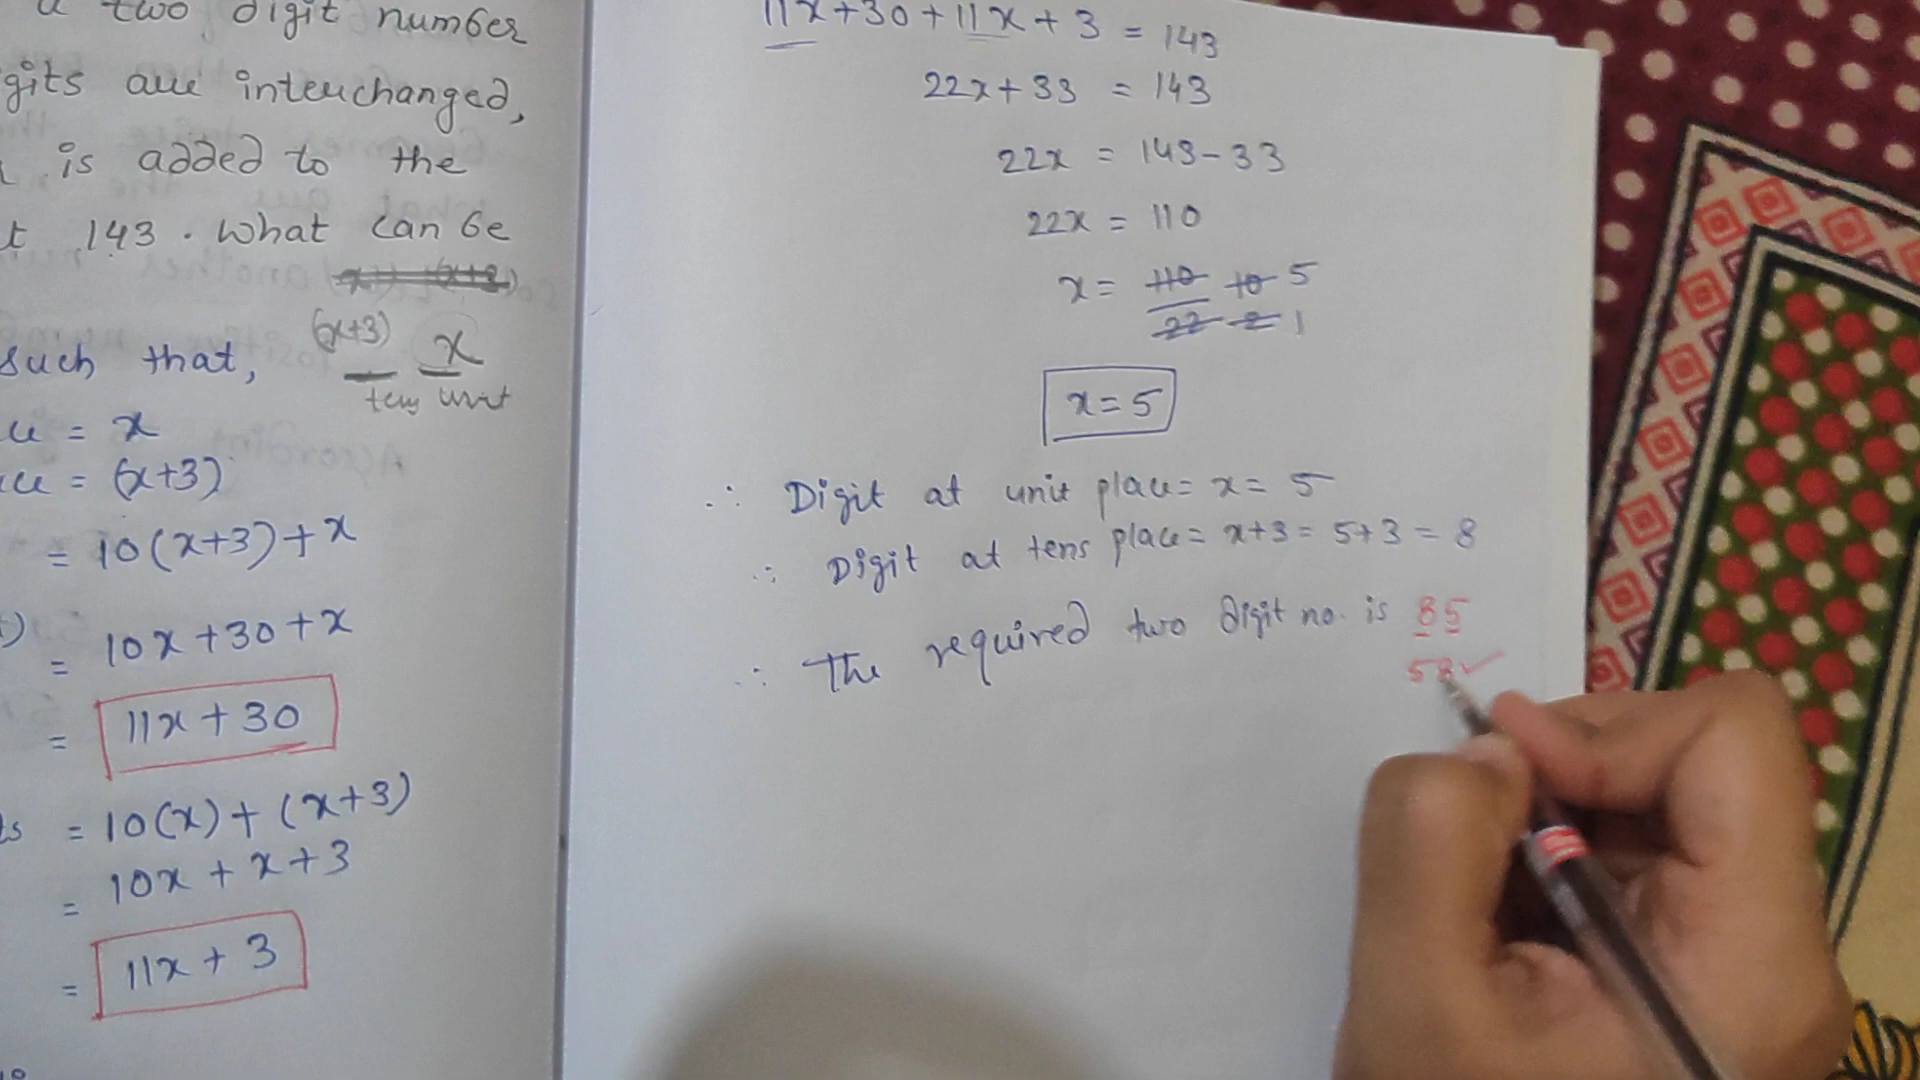 two digit number
gits are interchanged,
is added to the
t 143. What can be
(x+3) x
such that,
tens unit
= x
= (x+3)
= 10(x+3)+x
= 10x+30+x
= 11x+30
= 10(x)+(x+3)
= 10x+x+3
= 11x+3
11x+30+11x+3 = 143
22x+33 = 143
22x = 143-33
22x = 110
x = 110 10 5
22 2 1
x=5
∴ Digit at unit place= x= 5
∴ Digit at tens place= x+3= 5+3 = 8
∴ The required two digit no. is 85
58✓